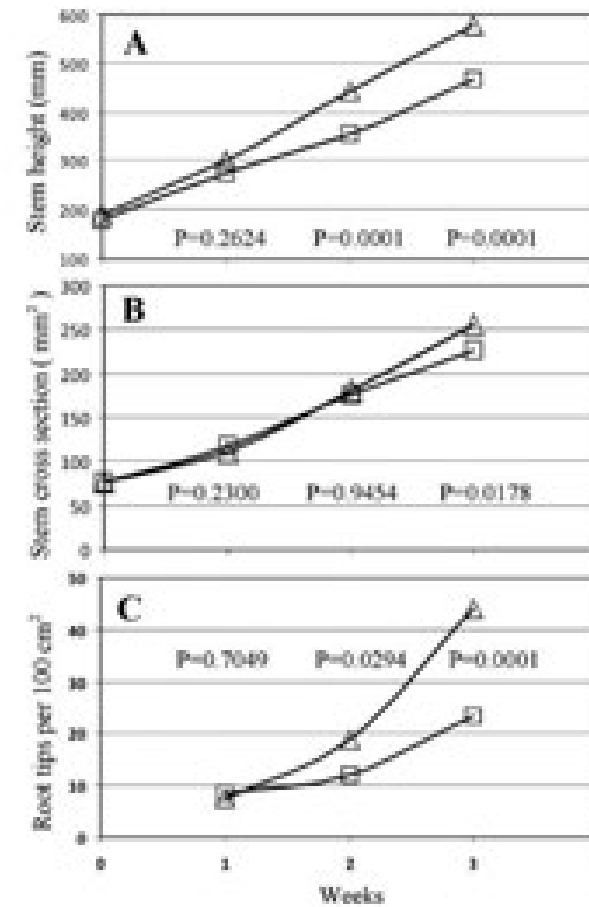 A
Stem height (mm)
600
500
400
300
200
100
P=0.2624 P=0.0001 P=0.0001
B
Stem cross section ( mm² )
300
250
200
150
100
50
0
P=0.2300 P=0.9454 P=0.0178
C
Root tips per 100 cm²
50
40
30
20
10
0
P=0.7049 P=0.0294 P=0.0001
0 1 2 3
Weeks